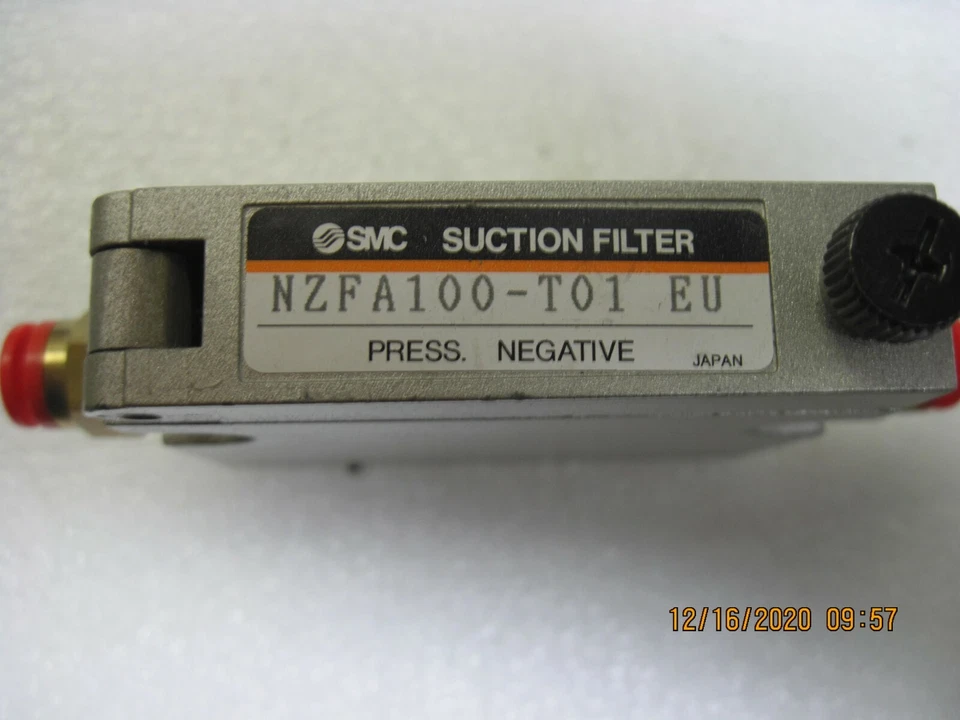 SMC SUCTION FILTER
NZFA100-T01 EU
PRESS. NEGATIVE JAPAN
12/16/2020 09:57